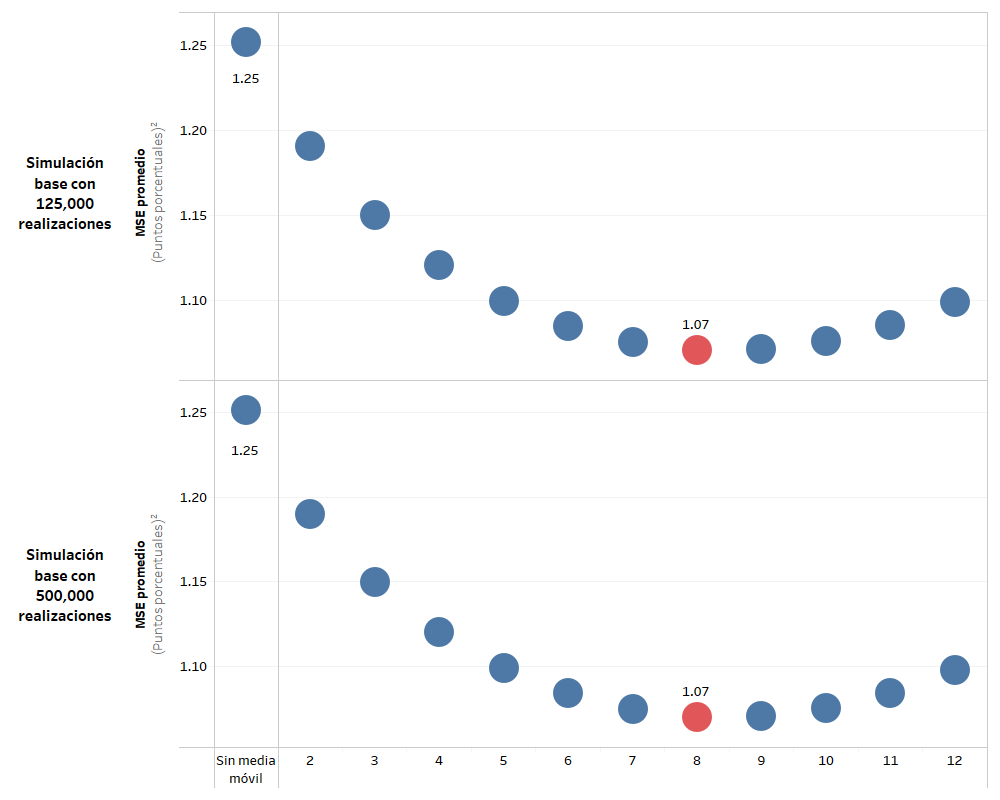 1.25
1.20
1.15
1.10
Simulación
base con
125,000
realizaciones
MSE promedio
(Puntos porcentuales)²
1.25
1.07
1.25
1.20
1.15
1.10
Simulación
base con
500,000
realizaciones
MSE promedio
(Puntos porcentuales)²
1.25
1.07
Sin media
móvil
2 3 4 5 6 7 8 9 10 11 12